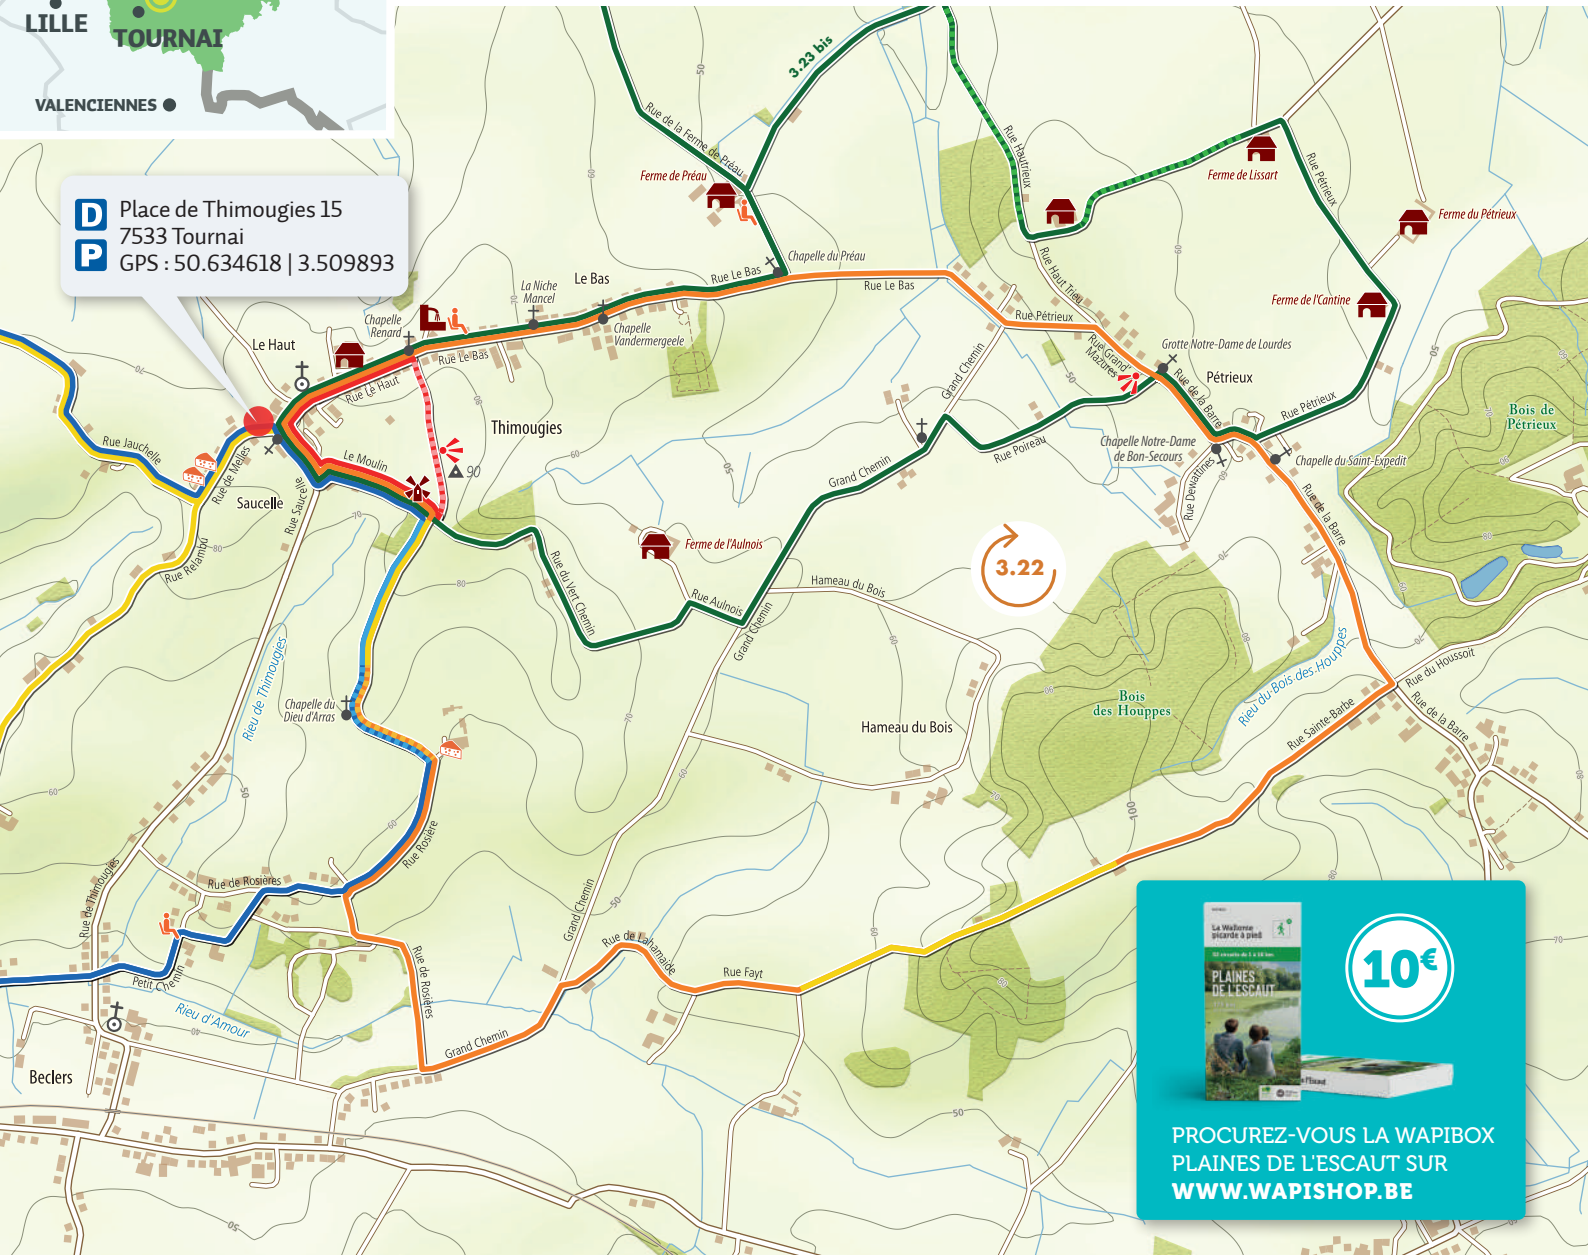 LILLE
TOURNAI
VALENCIENNES
D Place de Thimougies 15
7533 Tournai
P GPS : 50.634618 | 3.509893
3.23 bis
50
Rue de la Ferme de Préau
Ferme de Préau
60
Rue Hautrieux
Ferme de Lissart
Rue Pétrieux
Ferme du Pétrieux
Chapelle du Préau
Rue Le Bas
Rue Le Bas
Le Bas
La Niche
Mancel
Chapelle
Vandermergeele
Chapelle
Renard
Rue Le Bas
Le Haut
Rue Le Haut
Rue Haut Trieu
Rue Pétrieux
Ferme de l'Cantine
Grotte Notre-Dame de Lourdes
Rue Grand'
Mazures
Pétrieux
Rue de la Barre
Rue Pétrieux
Bois de
Pétrieux
Grand Chemin
Thimougies
90
Le Moulin
Rue Jauchelle
Rue de Melles
Saucelle
Rue Saucelle
Rue Relambu
Rue Poireau
Grand Chemin
Chapelle Notre-Dame
de Bon-Secours
Chapelle du Saint-Expedit
Rue Dewattines
Rue de la Barre
Ferme de l'Aulnois
Rue du Vert Chemin
Rue Aulnois
Grand Chemin
Hameau du Bois
3.22
Rieu de Thimougies
Chapelle du
Dieu d'Arras
Hameau du Bois
Bois
des Houppes
Rieu du Bois des Houppes
Rue du Houssoit
Rue Sainte-Barbe
Rue de la Barre
100
Rue Rosière
Rue de Rosières
Rue de Thimougies
Petit Chemin
Rieu d'Amour
Rue de Rosières
Grand Chemin
Grand Chemin
Rue de Lahamaide
Rue Fayt
Beclers
La Wallonie
picarde à pied
PLAINES
DE L'ESCAUT
10€
PROCUREZ-VOUS LA WAPIBOX
PLAINES DE L'ESCAUT SUR
WWW.WAPISHOP.BE